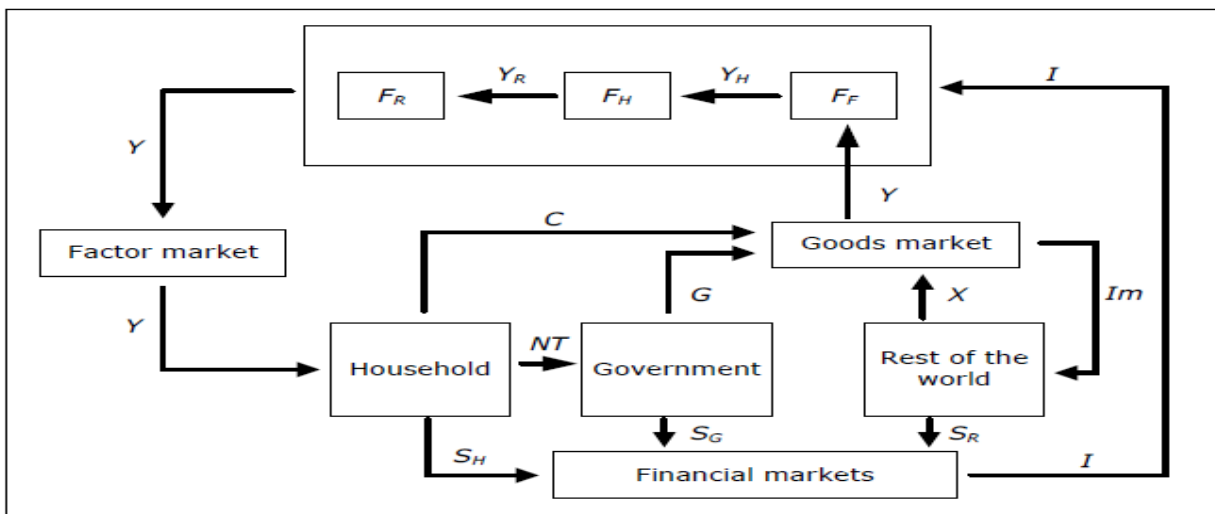 Y_R
Y_H
I
F_R
F_H
F_F
Y
Y
C
Factor market
Goods market
G
X
Im
Y
NT
Household
Government
Rest of the
world
S_H
S_G
S_R
I
Financial markets